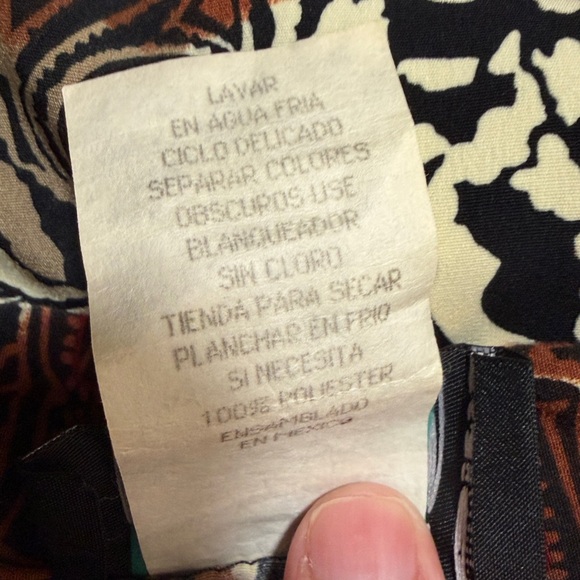 LAVAR
EN AGUA FRIA
CICLO DELICADO
SEPARAR COLORES
OBSCUROS USE
BLANQUEADOR
SIN CLORO
TIENDA PARA SECAR
PLANCHAR EN FRIO
SI NECESITA
100% POLIESTER
ENSAMBLADO
EN MEXICO